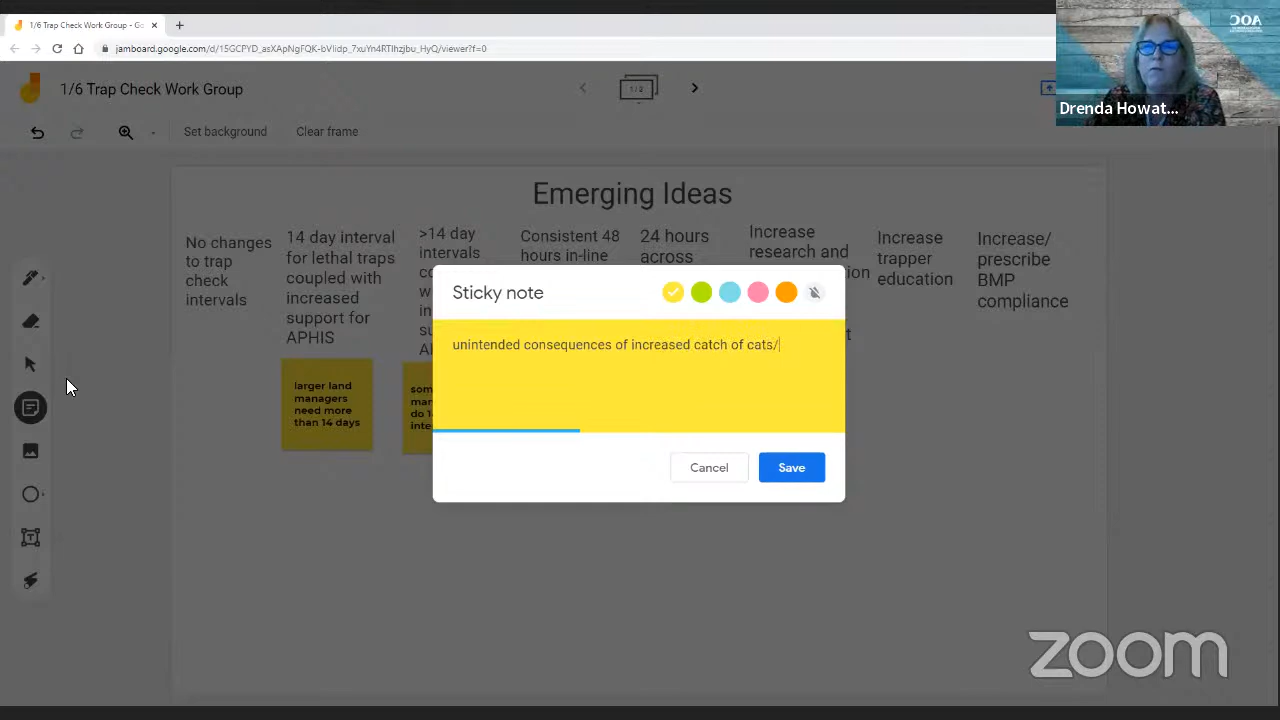 1/6 Trap Check Work Group - Go
jamboard.google.com/d/
1/6 Trap Check Work Group
1 / 2
AOC
Drenda Howat...
Set background
Clear frame
Emerging Ideas
No changes
to trap
check
intervals
14 day interval
for lethal traps
coupled with
increased
support for
APHIS
>14 day
intervals
Consistent 48
hours in-line
24 hours
across
Increase
research and
Increase
trapper
education
Increase/
prescribe
BMP
compliance
Sticky note
unintended consequences of increased catch of cats/
larger land
managers
need more
than 14 days
Cancel
Save
zoom